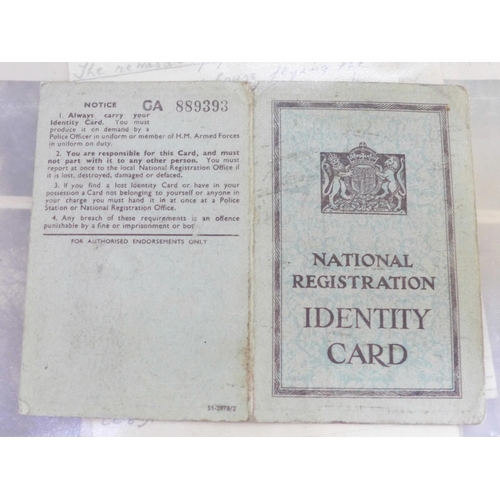 The
NOTICE GA 889393
1. Always carry your
Identity Card. You must
produce it on demand by a
Police Officer in uniform or member of H.M. Armed Forces
in uniform on duty.
2. You are responsible for this Card, and must
not part with it to any other person. You must
report at once to the local National Registration Office if
it is lost, destroyed, damaged or defaced.
3. If you find a lost Identity Card or have in your
possession a Card not belonging to yourself or anyone in
your charge you must hand it in at once at a Police
Station or National Registration Office.
4. Any breach of these requirements is an offence
punishable by a fine or imprisonment or bot
FOR AUTHORISED ENDORSEMENTS ONLY
51-2878/2
NATIONAL
REGISTRATION
IDENTITY
CARD